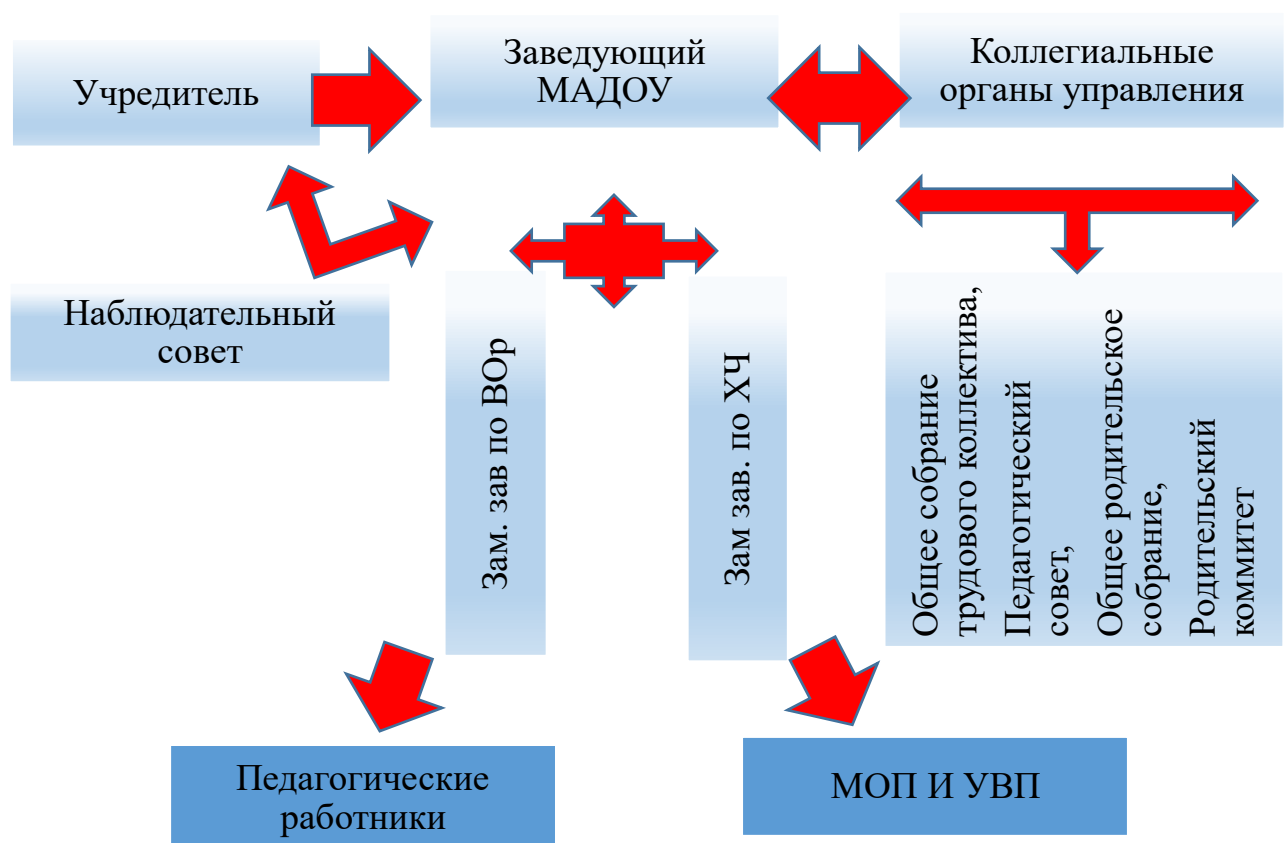 Учредитель
Заведующий
МАДОУ
Коллегиальные
органы управления
Наблюдательный
совет
Зам. зав по ВОр
Зам зав. по ХЧ
Общее собрание
трудового коллектива,
Педагогический
совет,
Общее родительское
собрание,
Родительский
коммитет
Педагогические
работники
МОП И УВП